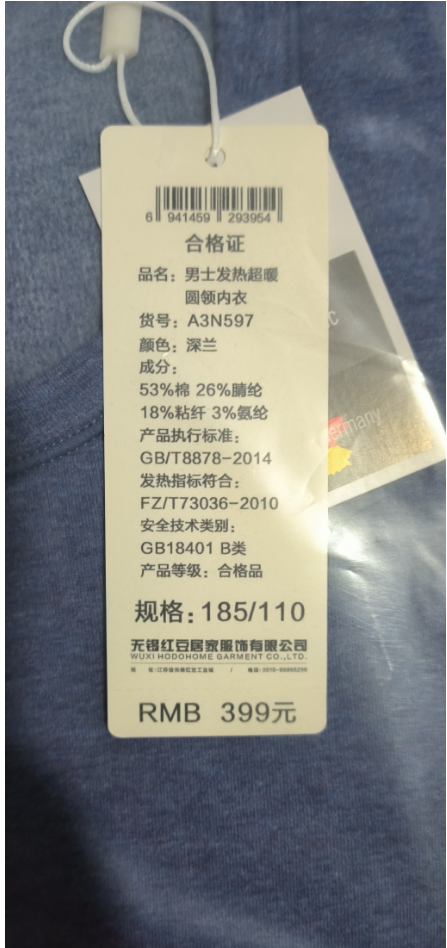 6 941459 293954
合格证
品名：男士发热超暖
圆领内衣
货号：A3N597
颜色：深兰
成分：
53%棉 26%腈纶
18%粘纤 3%氨纶
产品执行标准：
GB/T8878-2014
发热指标符合：
FZ/T73036-2010
安全技术类别：
GB18401 B类
产品等级：合格品
规格：185/110
无锡红豆居家服饰有限公司
WUXI HODOHOME GARMENT CO.,LTD.
RMB 399元
ermany